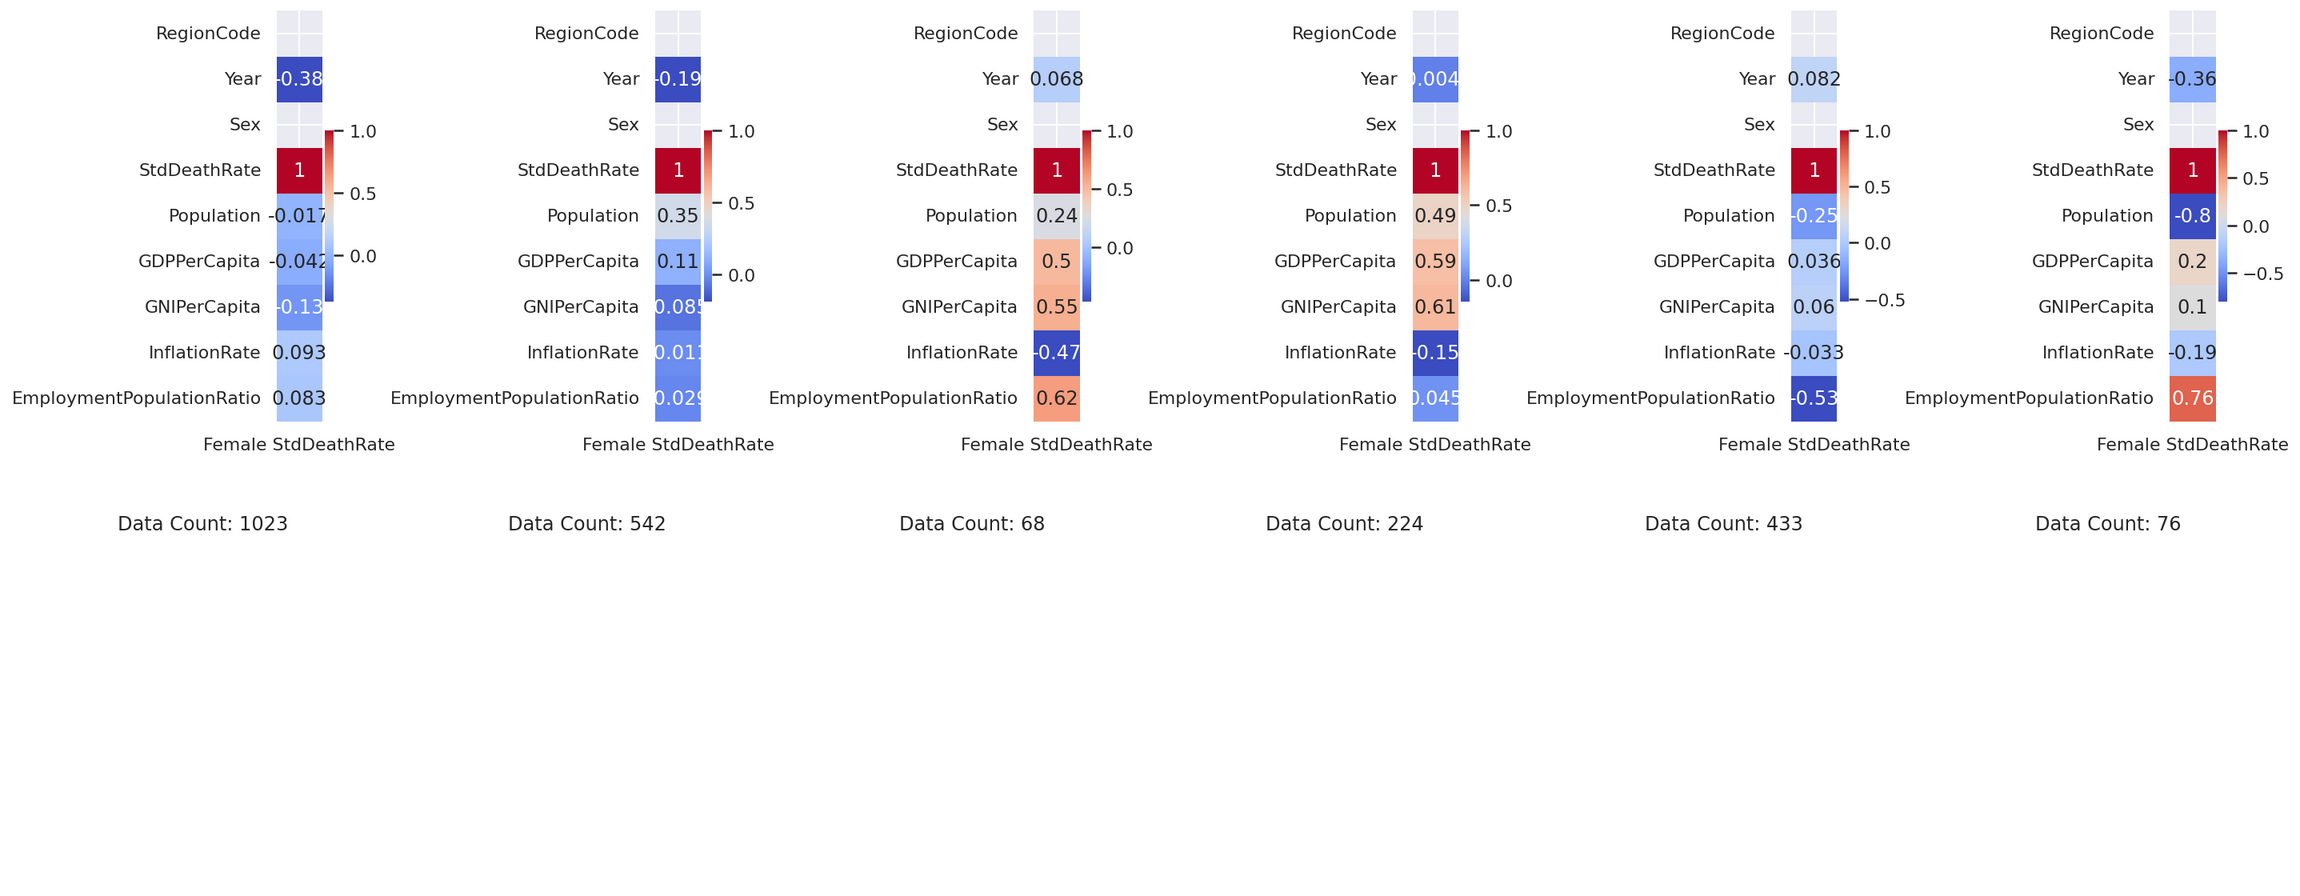 RegionCode
Year -0.38
Sex
StdDeathRate 1
Population -0.017
GDPPerCapita -0.042
GNIPerCapita -0.13
InflationRate 0.093
EmploymentPopulationRatio 0.083
1.0
0.5
0.0
Female StdDeathRate
Data Count: 1023
RegionCode
Year -0.19
Sex
StdDeathRate 1
Population 0.35
GDPPerCapita 0.11
GNIPerCapita
InflationRate
EmploymentPopulationRatio
1.0
0.5
0.0
Female StdDeathRate
Data Count: 542
RegionCode
Year 0.068
Sex
StdDeathRate 1
Population 0.24
GDPPerCapita 0.5
GNIPerCapita 0.55
InflationRate -0.47
EmploymentPopulationRatio 0.62
1.0
0.5
0.0
Female StdDeathRate
Data Count: 68
RegionCode
Year
Sex
StdDeathRate 1
Population 0.49
GDPPerCapita 0.59
GNIPerCapita 0.61
InflationRate -0.15
EmploymentPopulationRatio
1.0
0.5
0.0
Female StdDeathRate
Data Count: 224
RegionCode
Year 0.082
Sex
StdDeathRate 1
Population -0.25
GDPPerCapita 0.036
GNIPerCapita 0.06
InflationRate -0.033
EmploymentPopulationRatio -0.53
1.0
0.5
0.0
−0.5
Female StdDeathRate
Data Count: 433
RegionCode
Year -0.36
Sex
StdDeathRate 1
Population -0.8
GDPPerCapita 0.2
GNIPerCapita 0.1
InflationRate -0.19
EmploymentPopulationRatio 0.76
1.0
0.5
0.0
−0.5
Female StdDeathRate
Data Count: 76